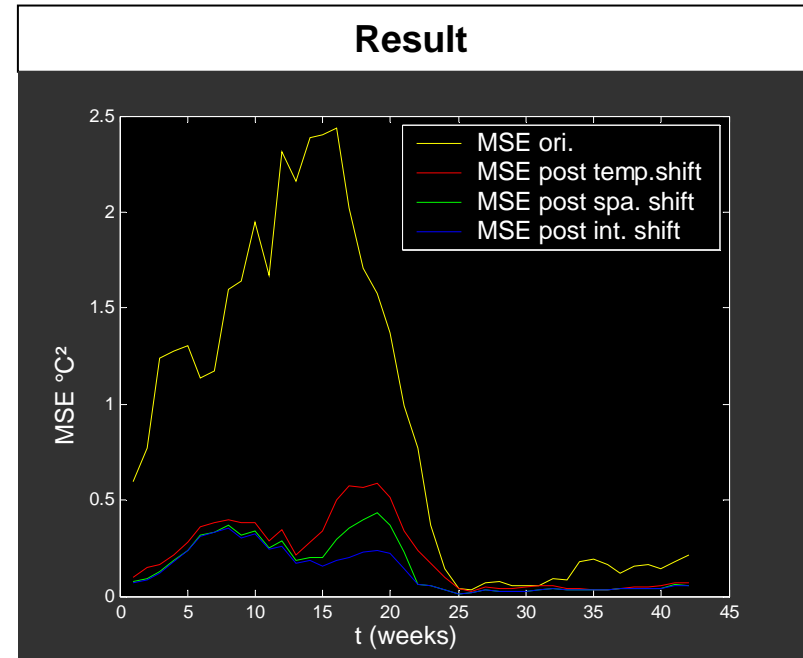 Result
MSE ori.
MSE post temp.shift
MSE post spa. shift
MSE post int. shift
2.5
2
1.5
1
0.5
0
MSE °C²
0 5 10 15 20 25 30 35 40 45
t (weeks)